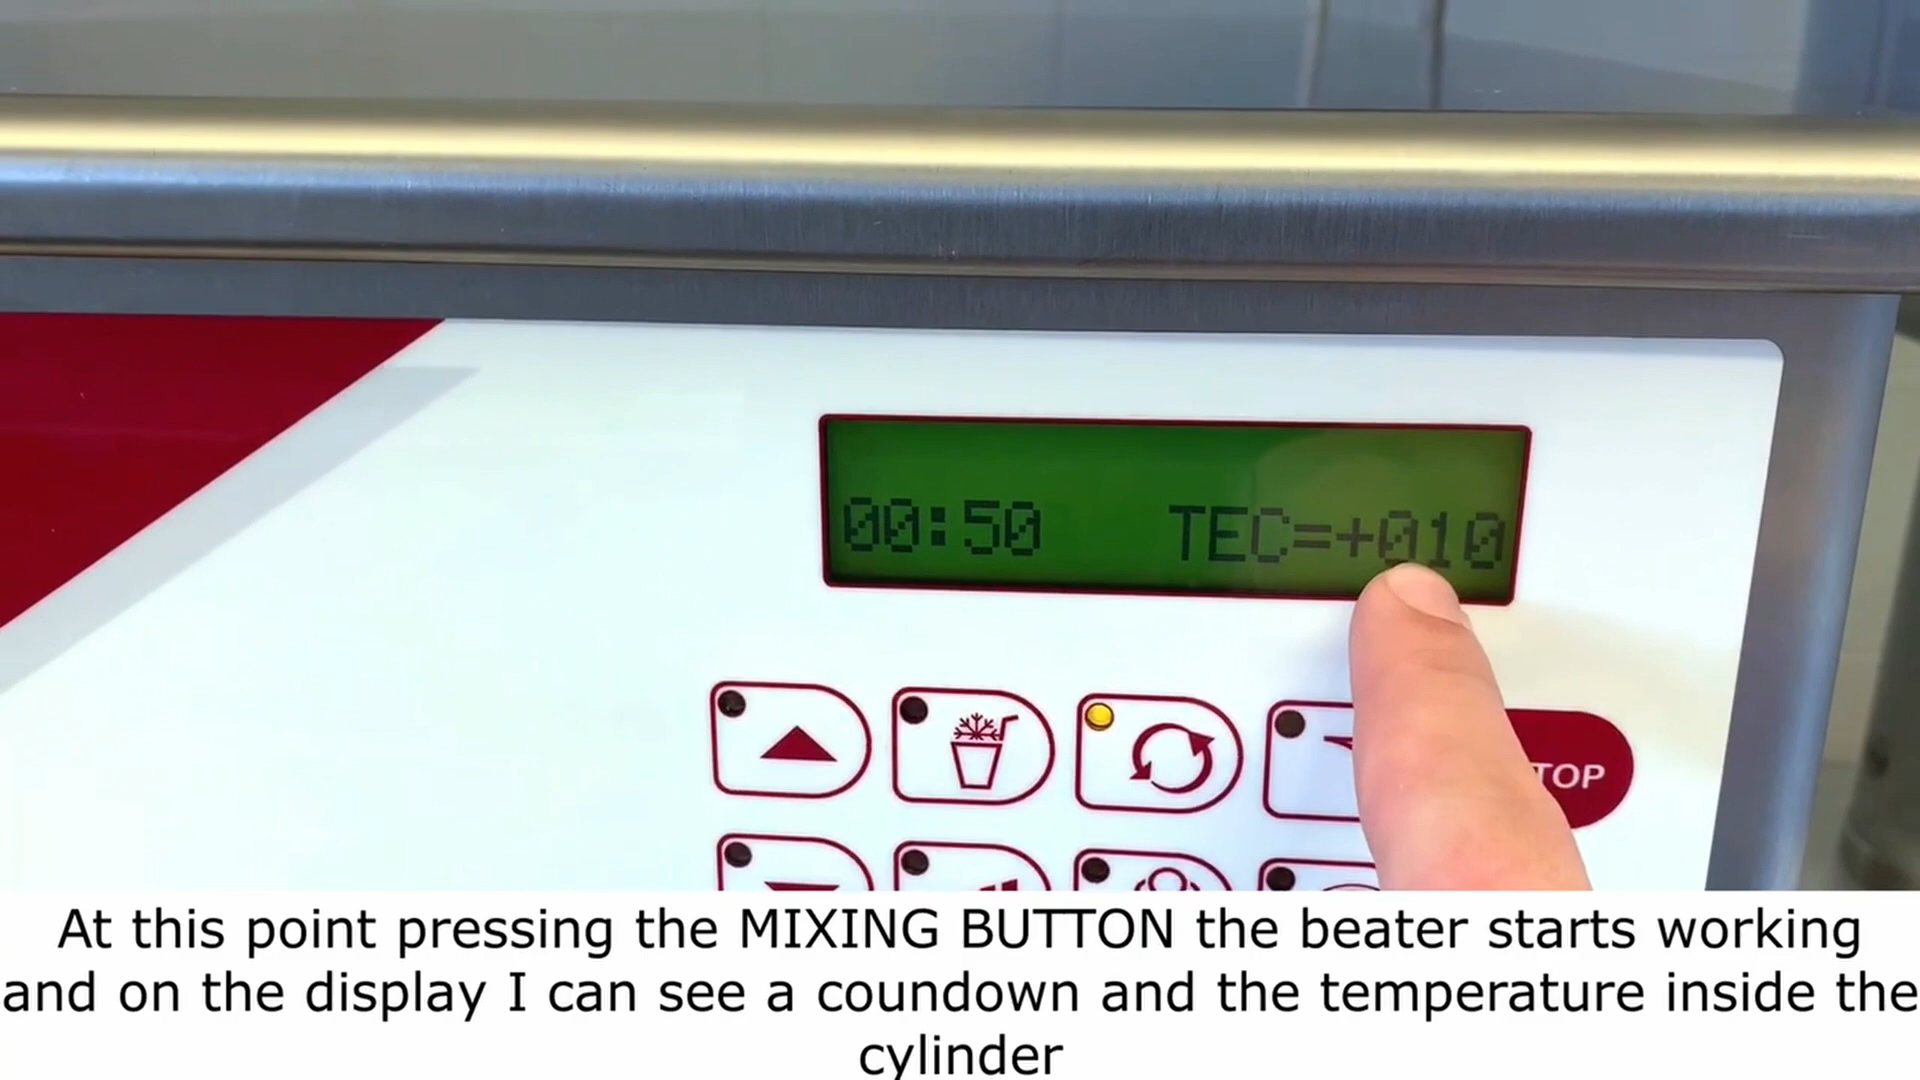 00:50 TEC=+010
TOP
At this point pressing the MIXING BUTTON the beater starts working
and on the display I can see a coundown and the temperature inside the
cylinder